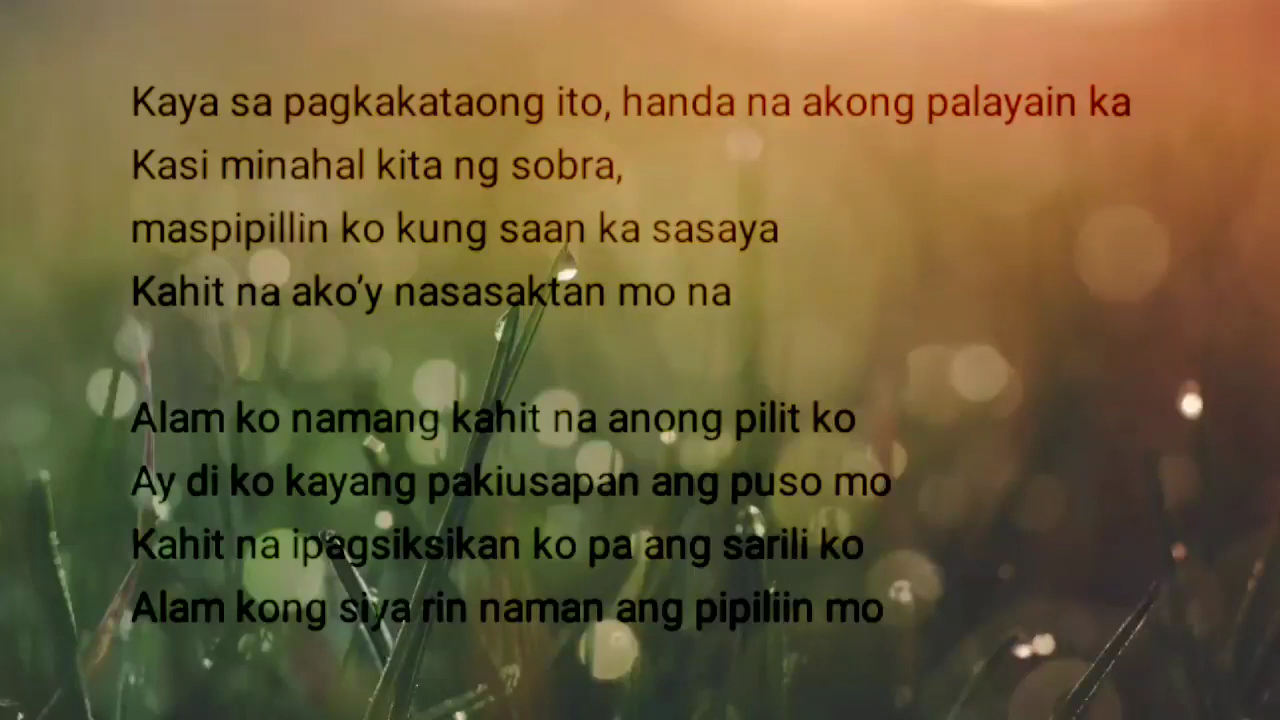 Kaya sa pagkakataong ito, handa na akong palayain ka
Kasi minahal kita ng sobra,
maspipillin ko kung saan ka sasaya
Kahit na ako’y nasasaktan mo na
Alam ko namang kahit na anong pilit ko
Ay di ko kayang pakiusapan ang puso mo
Kahit na ipagsiksikan ko pa ang sarili ko
Alam kong siya rin naman ang pipiliin mo